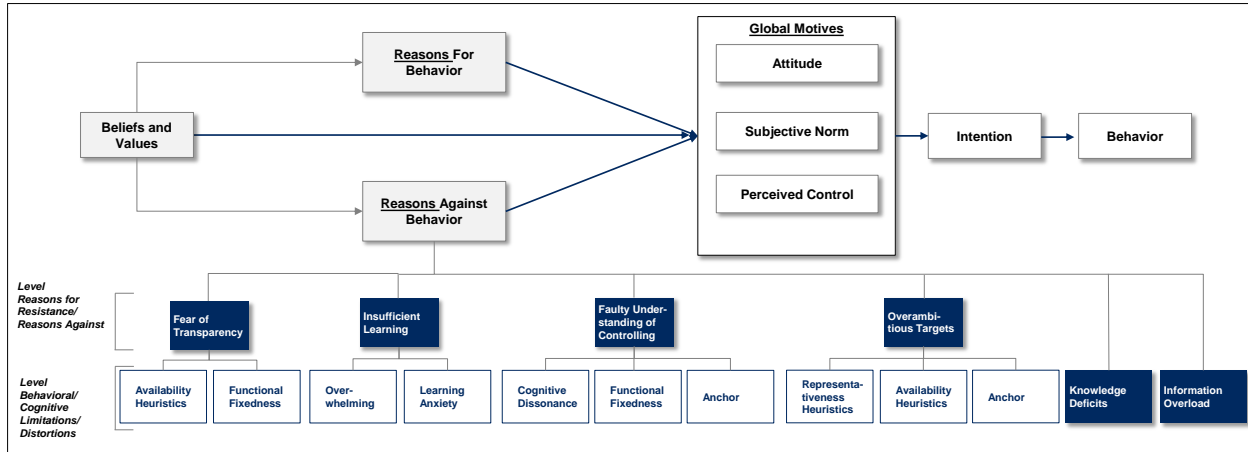 Global Motives
Reasons For
Behavior
Attitude
Beliefs and
Values
Subjective Norm
Intention
Behavior
Reasons Against
Behavior
Perceived Control
Level
Reasons for
Resistance/
Reasons Against
Fear of
Transparency
Insufficient
Learning
Faulty Under-
standing of
Controlling
Overambi-
tious Targets
Level
Behavioral/
Cognitive
Limitations/
Distortions
Availability
Heuristics
Functional
Fixedness
Over-
whelming
Learning
Anxiety
Cognitive
Dissonance
Functional
Fixedness
Anchor
Representa-
tiveness
Heuristics
Availability
Heuristics
Anchor
Knowledge
Deficits
Information
Overload